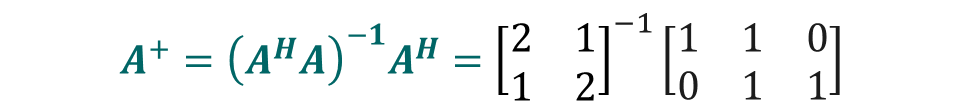 A⁺ = (AᴴA)⁻¹Aᴴ = [2 1; 1 2]⁻¹ [1 1 0; 0 1 1]